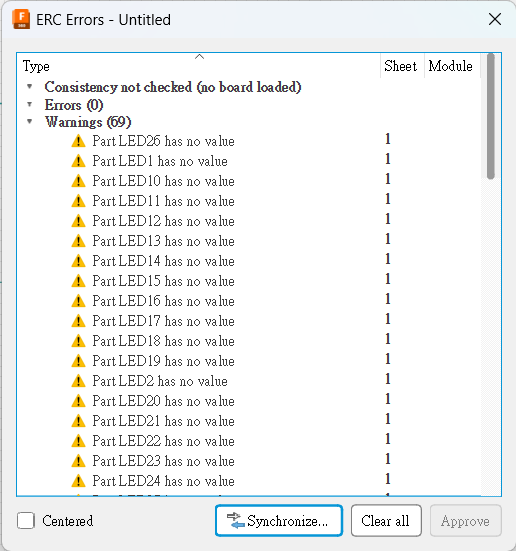 ERC Errors - Untitled
Type Sheet Module
Consistency not checked (no board loaded)
Errors (0)
Warnings (69)
Part LED26 has no value 1
Part LED1 has no value 1
Part LED10 has no value 1
Part LED11 has no value 1
Part LED12 has no value 1
Part LED13 has no value 1
Part LED14 has no value 1
Part LED15 has no value 1
Part LED16 has no value 1
Part LED17 has no value 1
Part LED18 has no value 1
Part LED19 has no value 1
Part LED2 has no value 1
Part LED20 has no value 1
Part LED21 has no value 1
Part LED22 has no value 1
Part LED23 has no value 1
Part LED24 has no value 1
Centered Synchronize... Clear all Approve